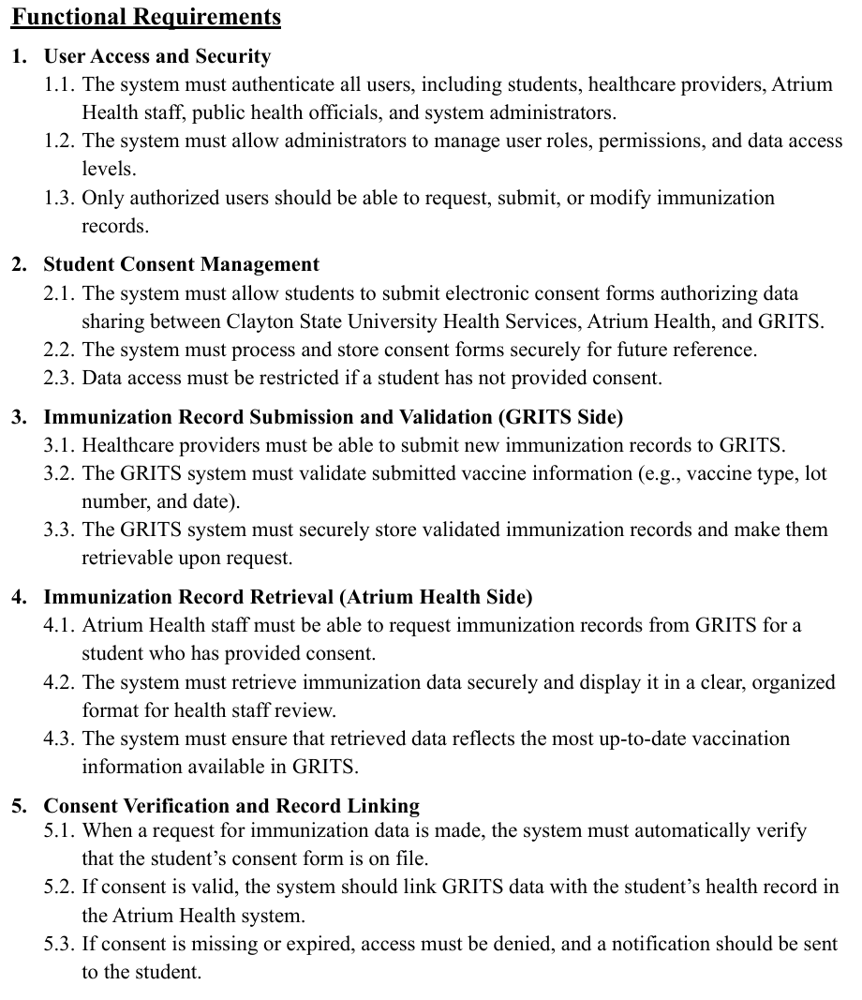 Functional Requirements
1. User Access and Security
1.1. The system must authenticate all users, including students, healthcare providers, Atrium
Health staff, public health officials, and system administrators.
1.2. The system must allow administrators to manage user roles, permissions, and data access
levels.
1.3. Only authorized users should be able to request, submit, or modify immunization
records.
2. Student Consent Management
2.1. The system must allow students to submit electronic consent forms authorizing data
sharing between Clayton State University Health Services, Atrium Health, and GRITS.
2.2. The system must process and store consent forms securely for future reference.
2.3. Data access must be restricted if a student has not provided consent.
3. Immunization Record Submission and Validation (GRITS Side)
3.1. Healthcare providers must be able to submit new immunization records to GRITS.
3.2. The GRITS system must validate submitted vaccine information (e.g., vaccine type, lot
number, and date).
3.3. The GRITS system must securely store validated immunization records and make them
retrievable upon request.
4. Immunization Record Retrieval (Atrium Health Side)
4.1. Atrium Health staff must be able to request immunization records from GRITS for a
student who has provided consent.
4.2. The system must retrieve immunization data securely and display it in a clear, organized
format for health staff review.
4.3. The system must ensure that retrieved data reflects the most up-to-date vaccination
information available in GRITS.
5. Consent Verification and Record Linking
5.1. When a request for immunization data is made, the system must automatically verify
that the student’s consent form is on file.
5.2. If consent is valid, the system should link GRITS data with the student’s health record in
the Atrium Health system.
5.3. If consent is missing or expired, access must be denied, and a notification should be sent
to the student.